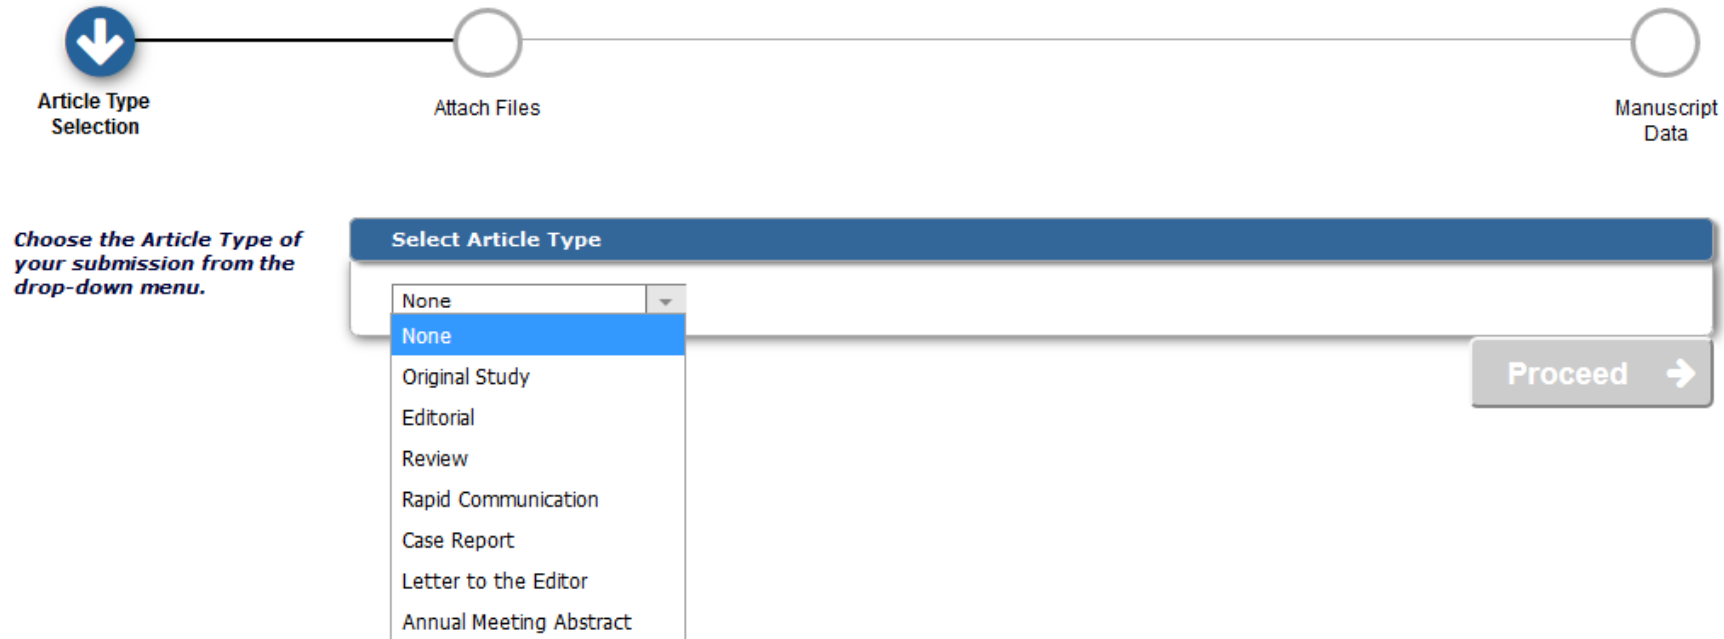 Article Type
Selection
Attach Files
Manuscript
Data
Choose the Article Type of
your submission from the
drop-down menu.
Select Article Type
None
None
Original Study
Editorial
Review
Rapid Communication
Case Report
Letter to the Editor
Annual Meeting Abstract
Proceed